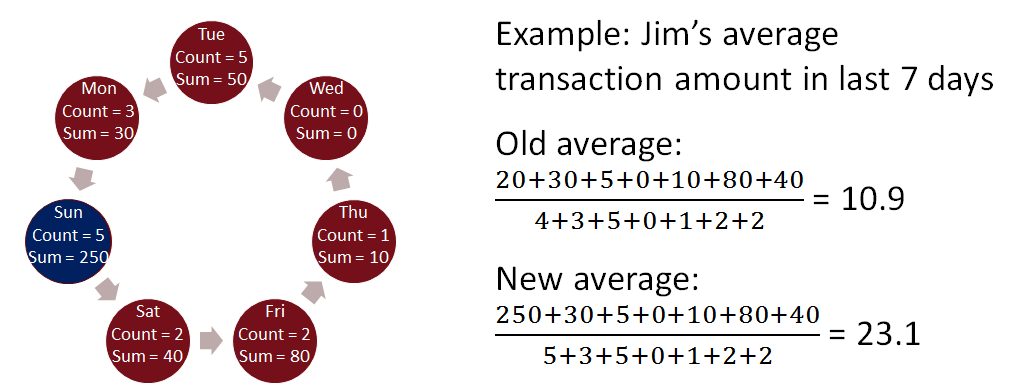 Tue
Count = 5
Sum = 50
Mon
Count = 3
Sum = 30
Wed
Count = 0
Sum = 0
Sun
Count = 5
Sum = 250
Thu
Count = 1
Sum = 10
Sat
Count = 2
Sum = 40
Fri
Count = 2
Sum = 80
Example: Jim’s average
transaction amount in last 7 days
Old average:
20+30+5+0+10+80+40
4+3+5+0+1+2+2
= 10.9
New average:
250+30+5+0+10+80+40
5+3+5+0+1+2+2
= 23.1